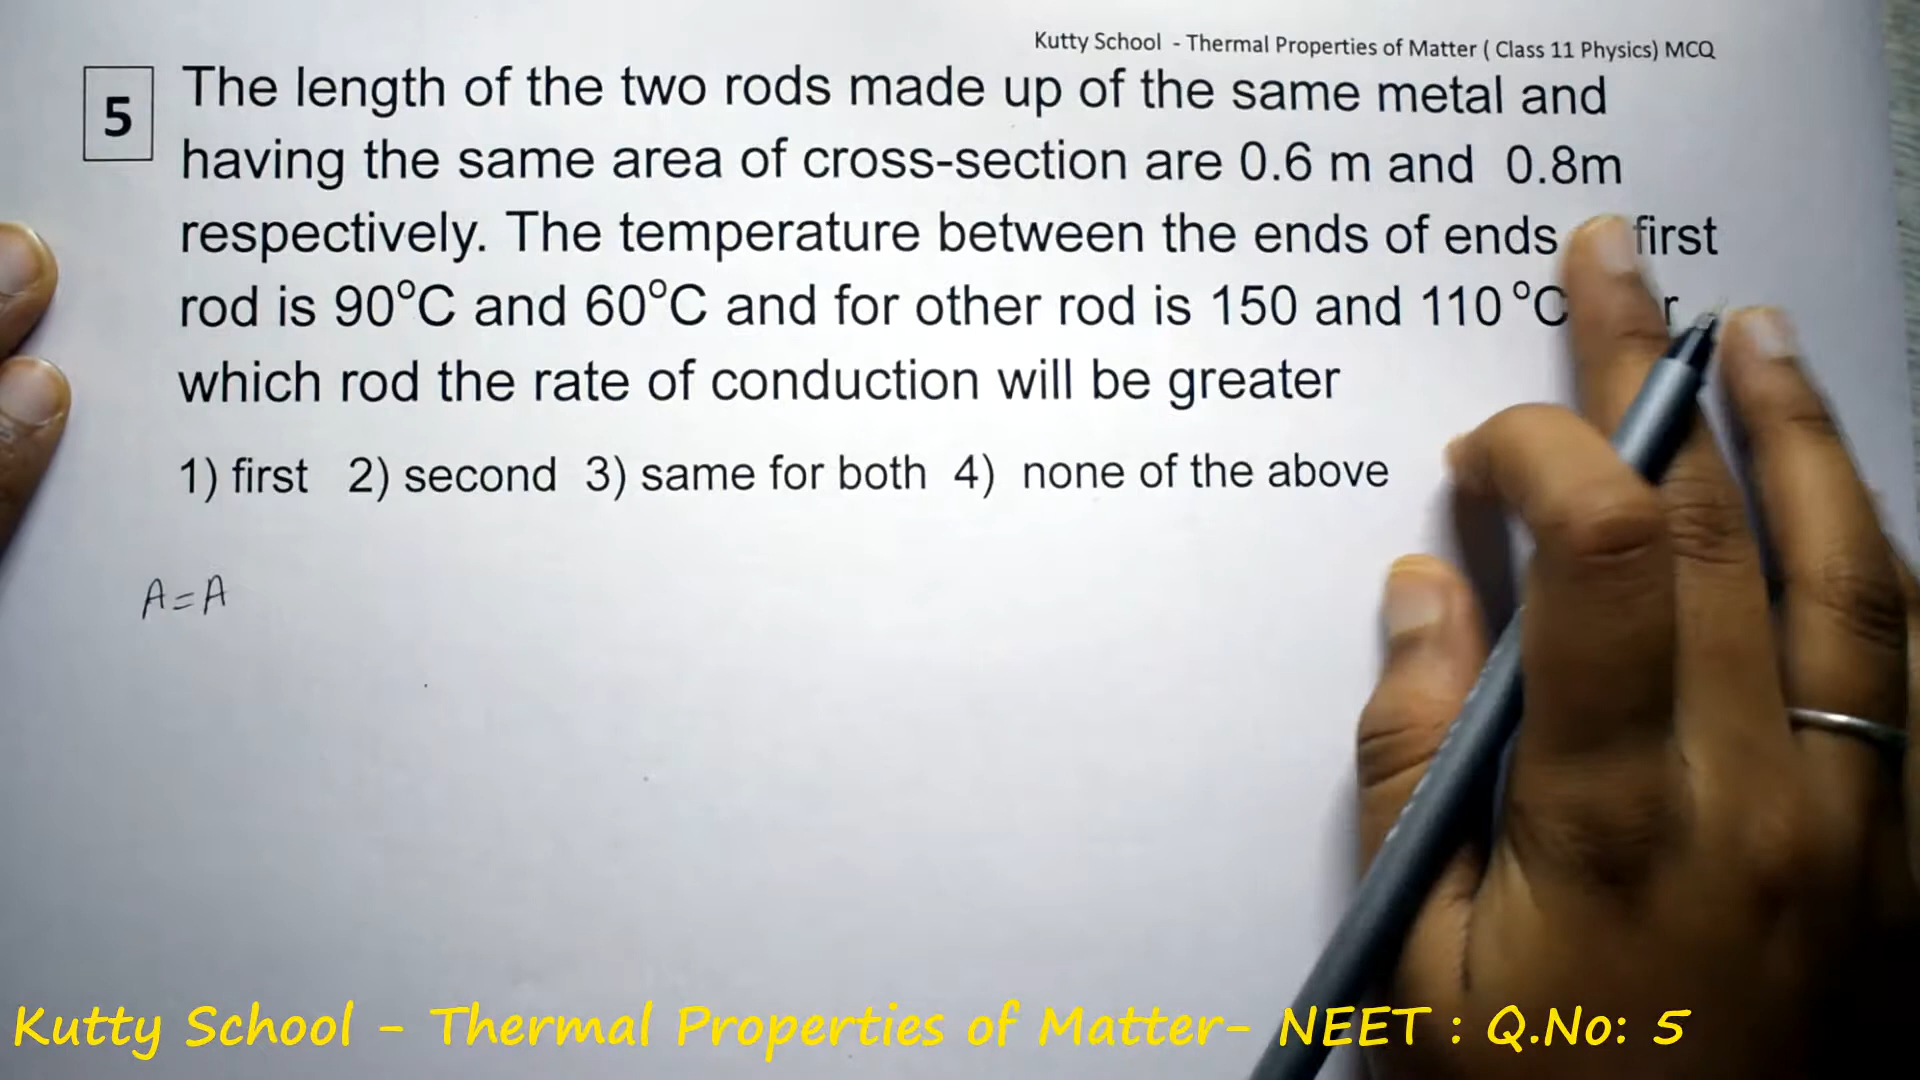 Kutty School - Thermal Properties of Matter ( Class 11 Physics) MCQ
5
The length of the two rods made up of the same metal and
having the same area of cross-section are 0.6 m and 0.8m
respectively. The temperature between the ends of ends first
rod is 90°C and 60°C and for other rod is 150 and 110 °C
which rod the rate of conduction will be greater
1) first 2) second 3) same for both 4) none of the above
A = A
Kutty School - Thermal Properties of Matter- NEET : Q.No: 5